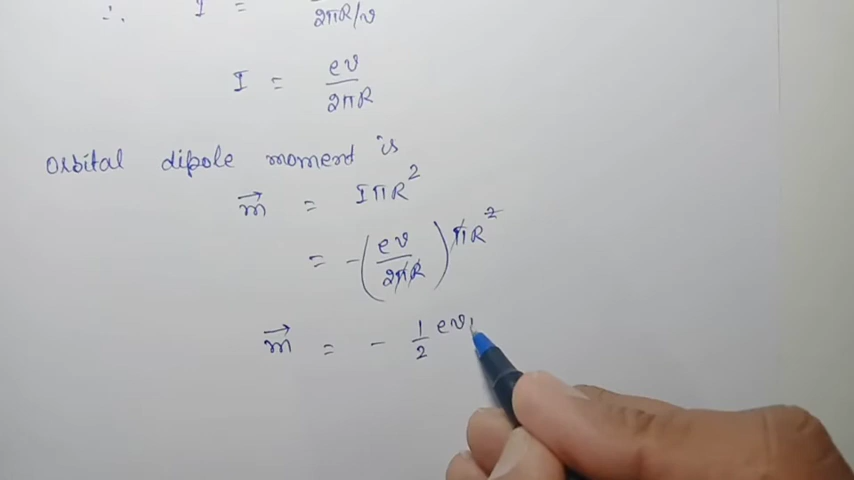 ∴ I = 2πR/v
I = ev / 2πR
Orbital dipole moment is
m⃗ = IπR²
= -(ev / 2πR) πR²
m⃗ = - 1/2 ev